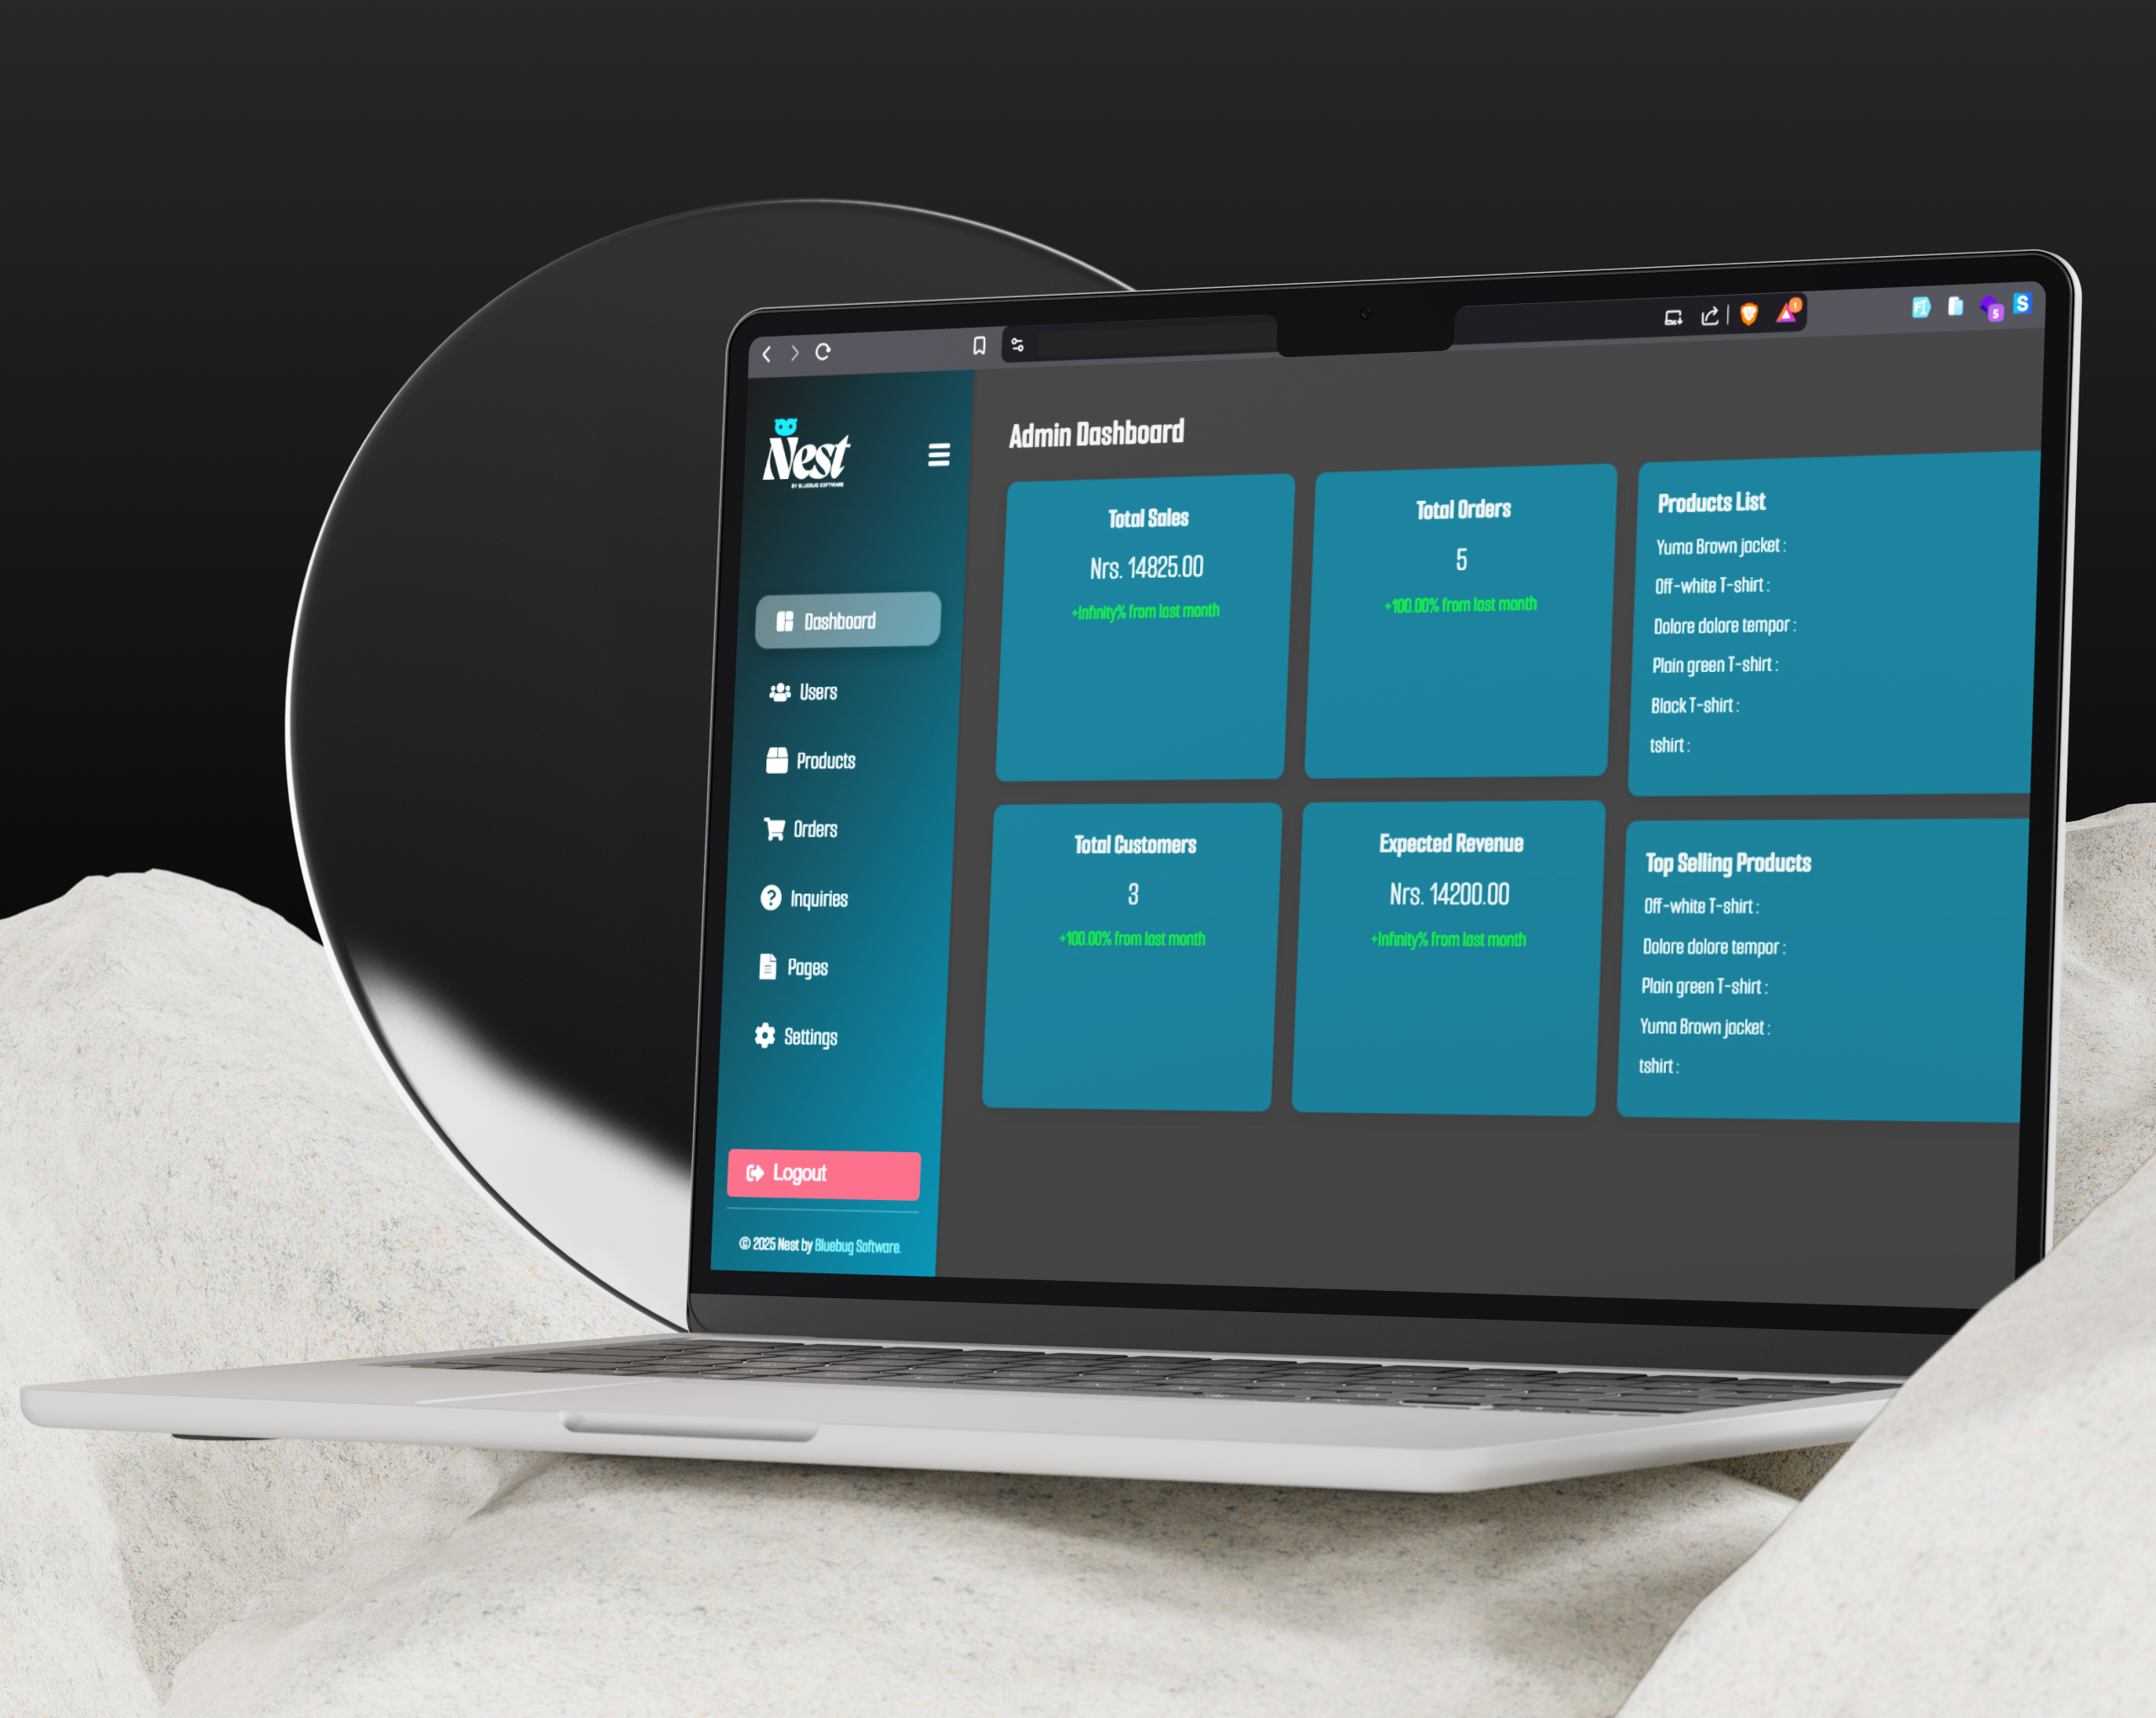 Nest
BY BLUEBUG SOFTWARE
Dashboard
Users
Products
Orders
Inquiries
Pages
Settings
Logout
© 2025 Nest by Bluebug Software.
Admin Dashboard
Total Sales
Nrs. 14825.00
+Infinity% from last month
Total Orders
5
+100.00% from last month
Total Customers
3
+100.00% from last month
Expected Revenue
Nrs. 14200.00
+Infinity% from last month
Products List
Yuma Brown jacket :
Off-white T-shirt :
Dolore dolore tempor :
Plain green T-shirt :
Black T-shirt :
tshirt :
Top Selling Products
Off-white T-shirt :
Dolore dolore tempor :
Plain green T-shirt :
Yuma Brown jacket :
tshirt :
1
FI
5
S